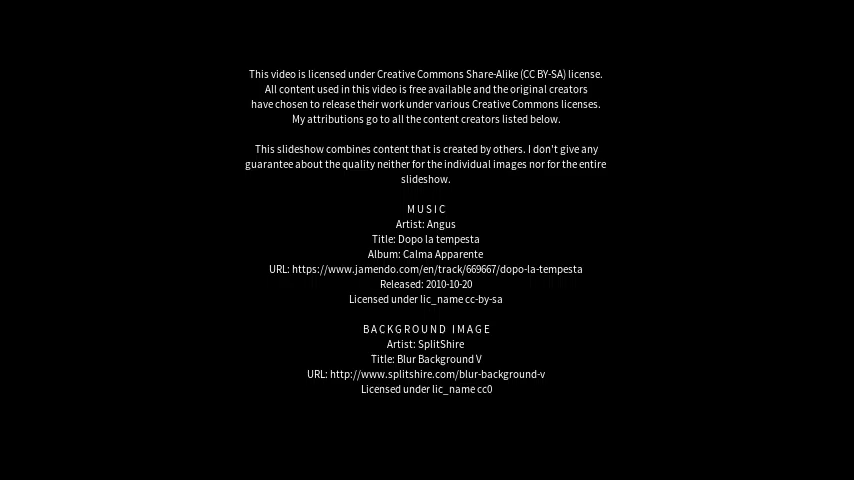 This video is licensed under Creative Commons Share-Alike (CC BY-SA) license.
All content used in this video is free available and the original creators
have chosen to release their work under various Creative Commons licenses.
My attributions go to all the content creators listed below.
This slideshow combines content that is created by others. I don't give any
guarantee about the quality neither for the individual images nor for the entire
slideshow.
MUSIC
Artist: Angus
Title: Dopo la tempesta
Album: Calma Apparente
URL: https://www.jamendo.com/en/track/669667/dopo-la-tempesta
Released: 2010-10-20
Licensed under lic_name cc-by-sa
BACKGROUND IMAGE
Artist: SplitShire
Title: Blur Background V
URL: http://www.splitshire.com/blur-background-v
Licensed under lic_name cc0